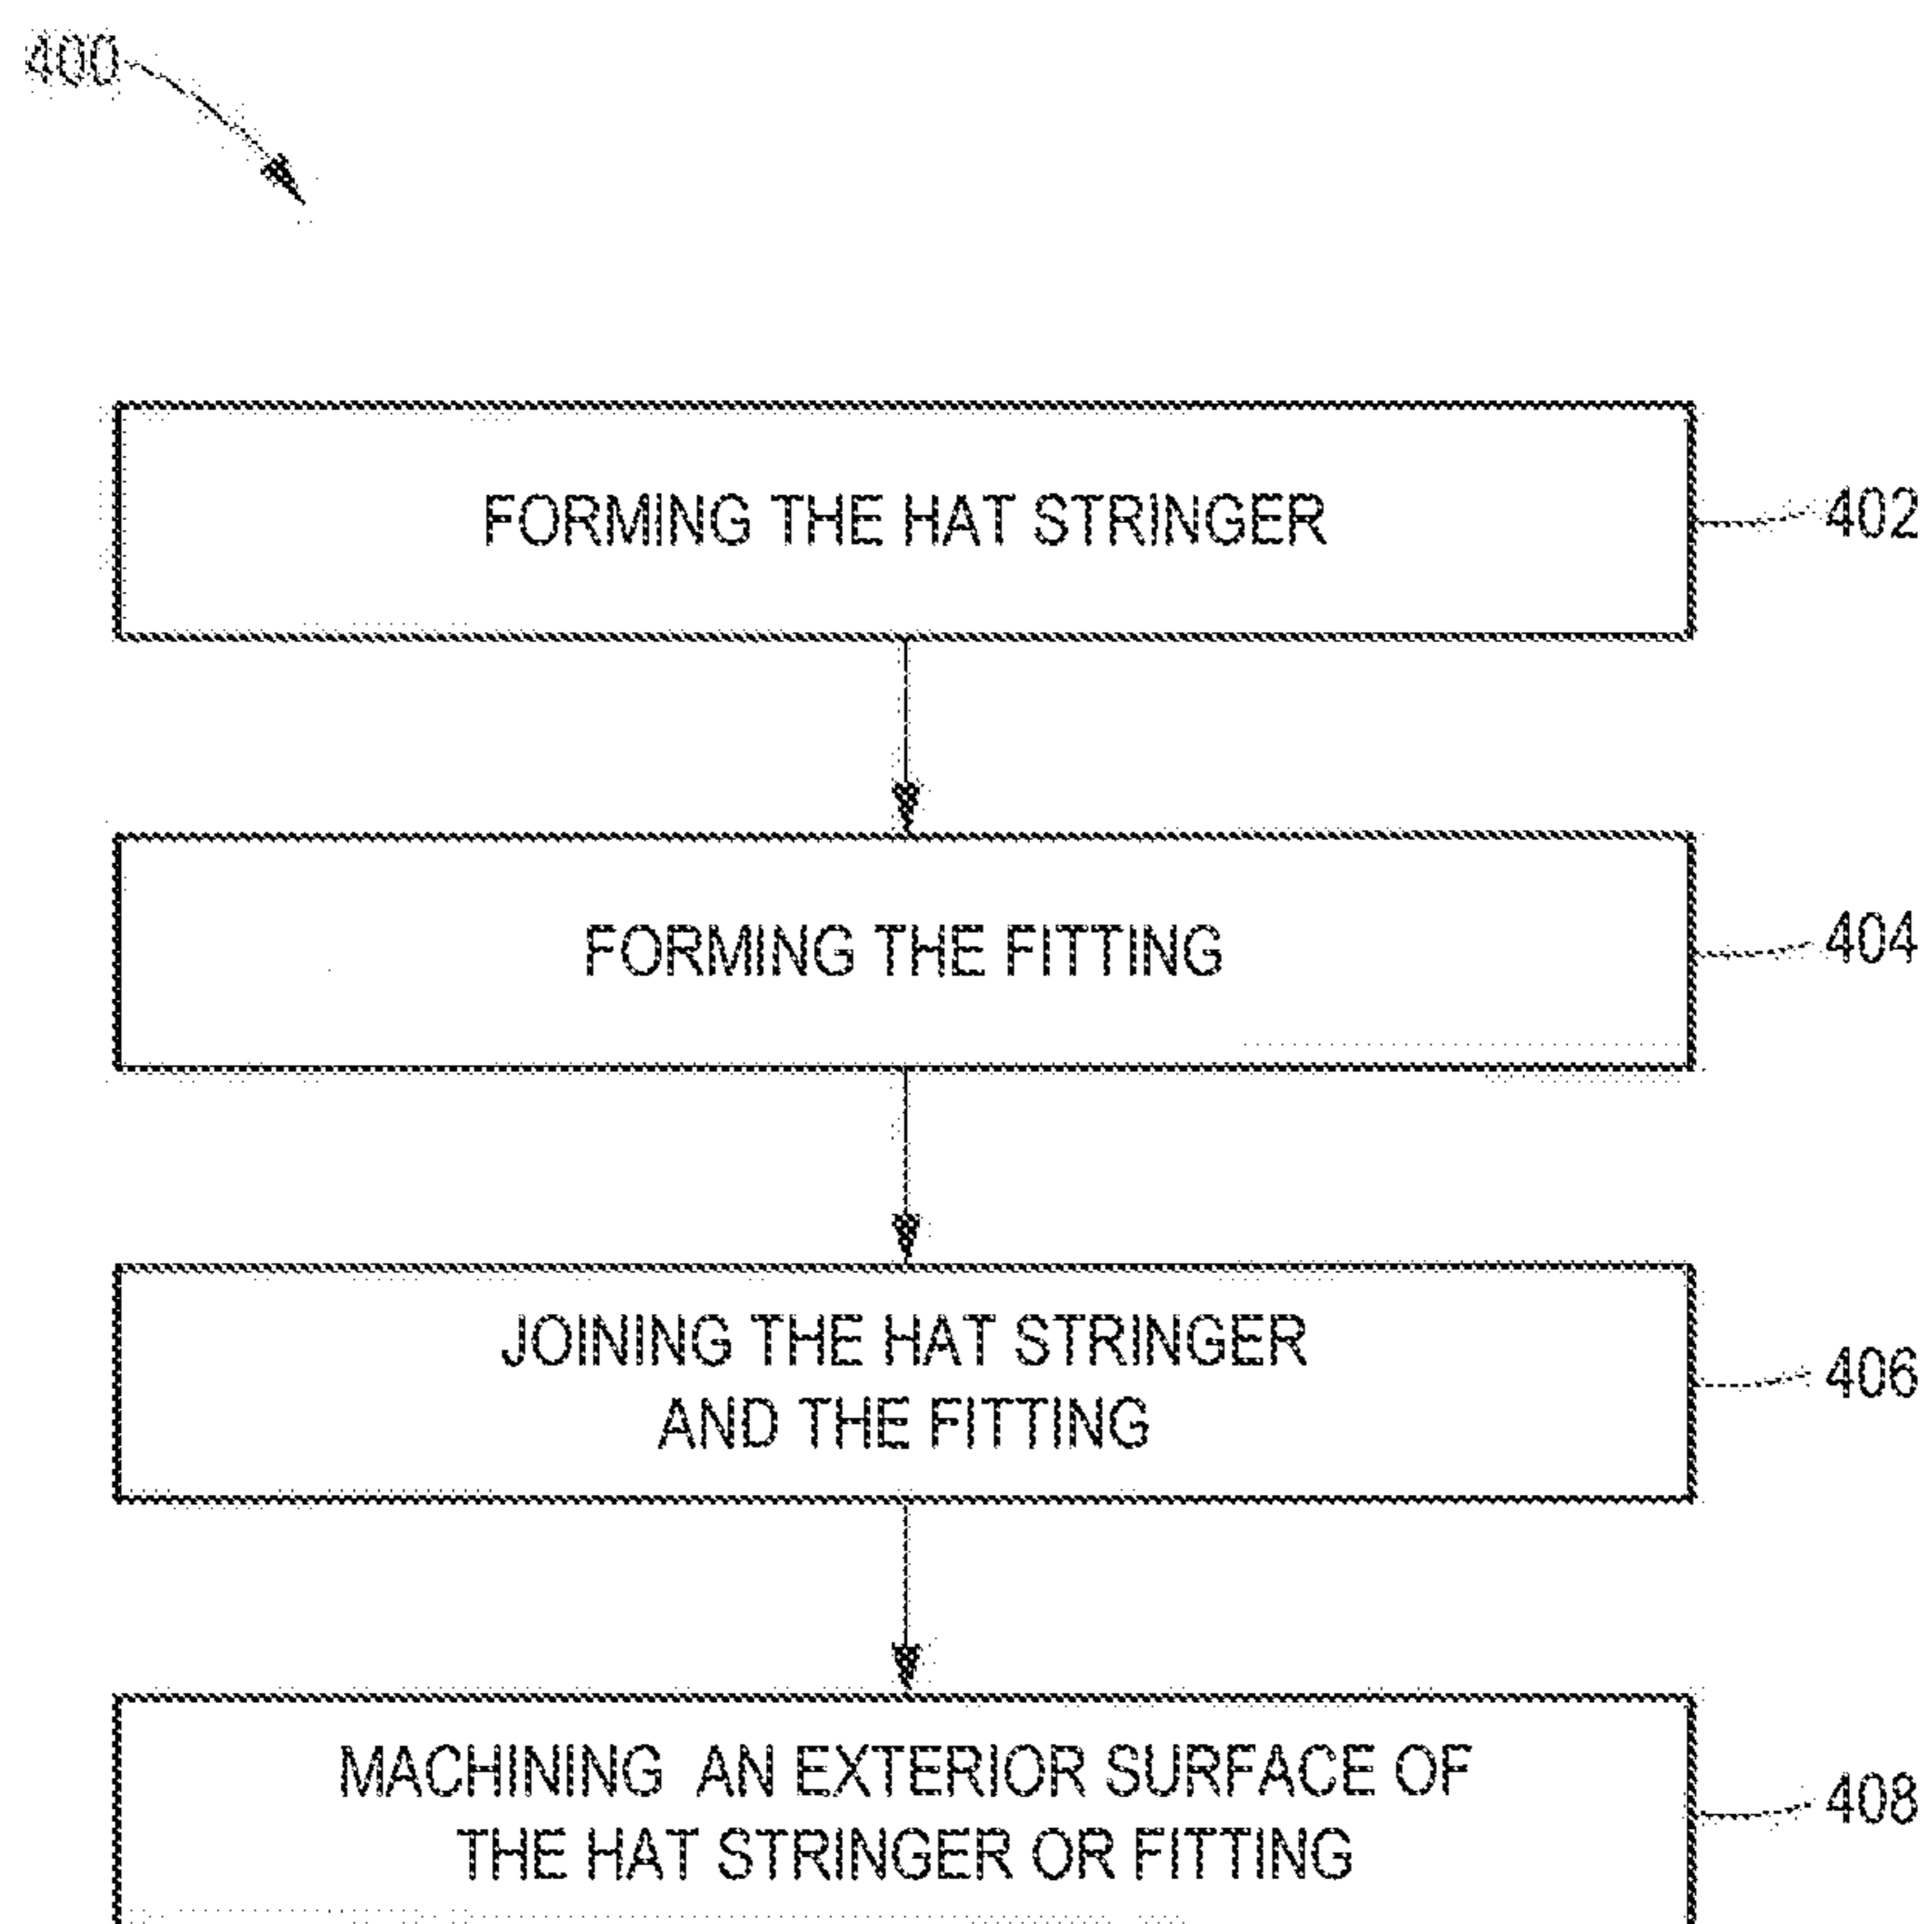 400
FORMING THE HAT STRINGER
402
FORMING THE FITTING
404
JOINING THE HAT STRINGER
AND THE FITTING
406
MACHINING AN EXTERIOR SURFACE OF
THE HAT STRINGER OR FITTING
408